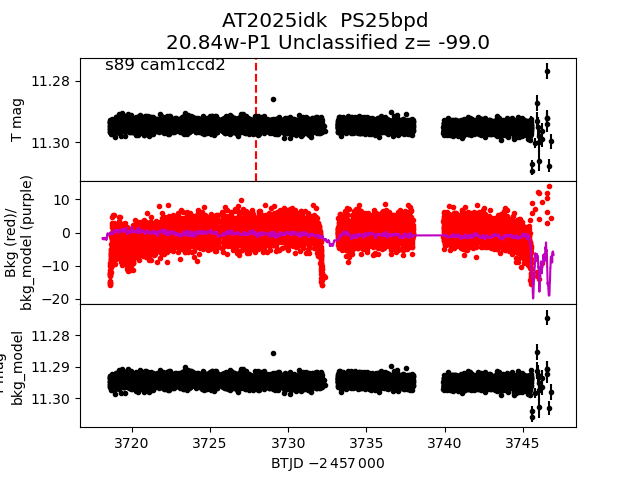 AT2025idk PS25bpd
20.84w-P1 Unclassified z= -99.0
s89 cam1ccd2
T mag
11.28
11.30
Bkg (red)/
bkg_model (purple)
10
0
−10
−20
bkg_model
11.28
11.29
11.30
3720
3725
3730
3735
3740
3745
BTJD −2 457 000